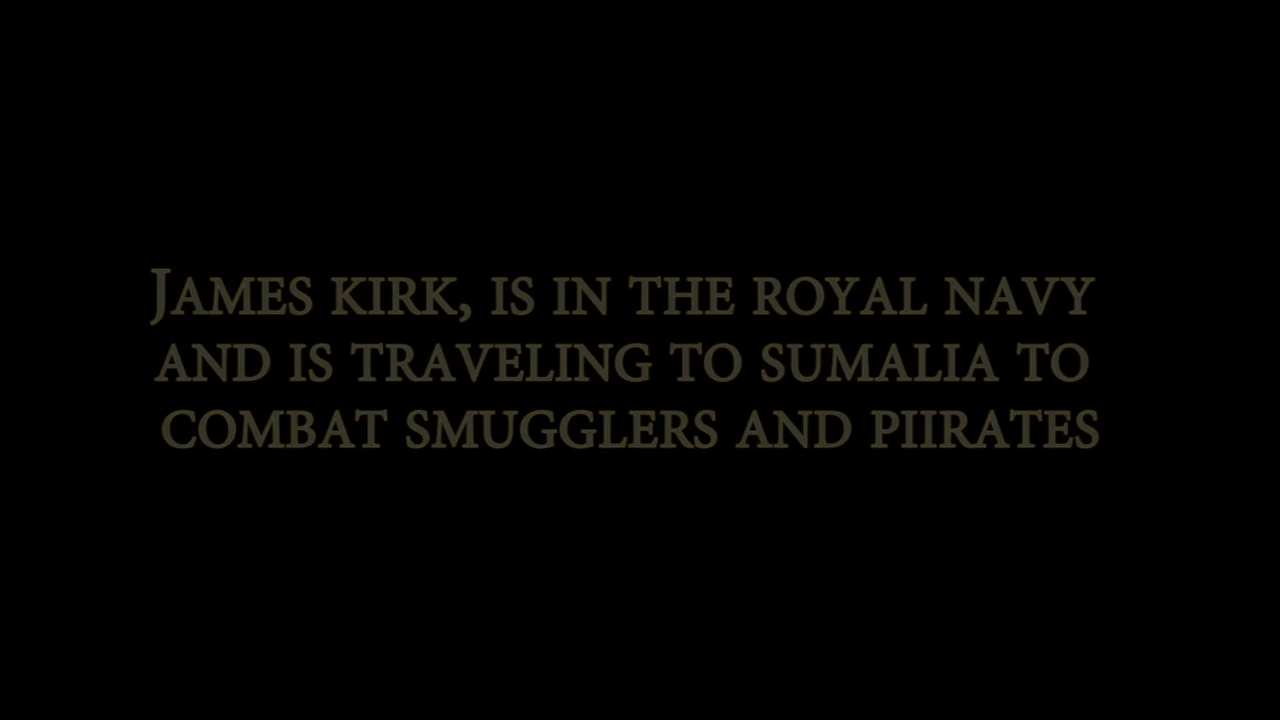 James kirk, is in the royal navy
and is traveling to sumalia to
combat smugglers and piirates